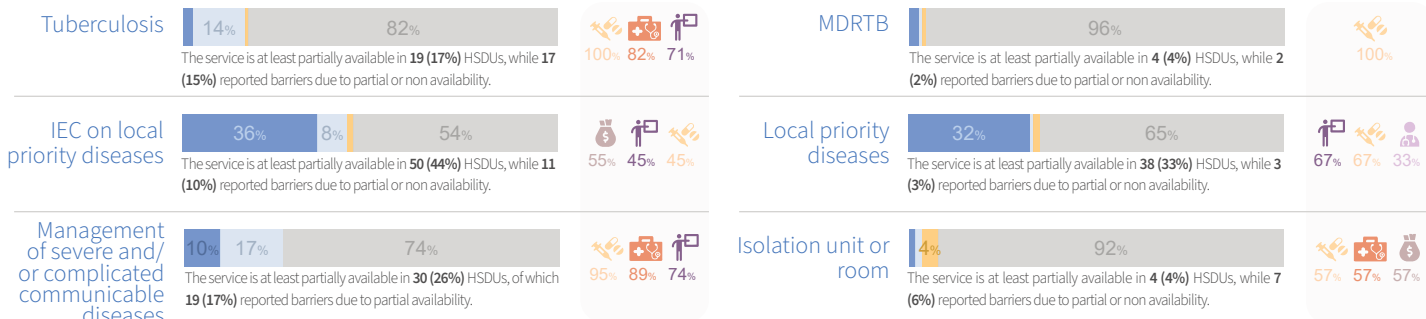 Tuberculosis
14%
82%
The service is at least partially available in 19 (17%) HSDUs, while 17
(15%) reported barriers due to partial or non availability.
100% 82% 71%
IEC on local
priority diseases
36%
8%
54%
The service is at least partially available in 50 (44%) HSDUs, while 11
(10%) reported barriers due to partial or non availability.
55% 45% 45%
Management
of severe and/
or complicated
communicable
diseases
10%
17%
74%
The service is at least partially available in 30 (26%) HSDUs, of which
19 (17%) reported barriers due to partial availability.
95% 89% 74%
MDRTB
96%
The service is at least partially available in 4 (4%) HSDUs, while 2
(2%) reported barriers due to partial or non availability.
100%
Local priority
diseases
32%
65%
The service is at least partially available in 38 (33%) HSDUs, while 3
(3%) reported barriers due to partial or non availability.
67% 67% 33%
Isolation unit or
room
4%
92%
The service is at least partially available in 4 (4%) HSDUs, while 7
(6%) reported barriers due to partial or non availability.
57% 57% 57%